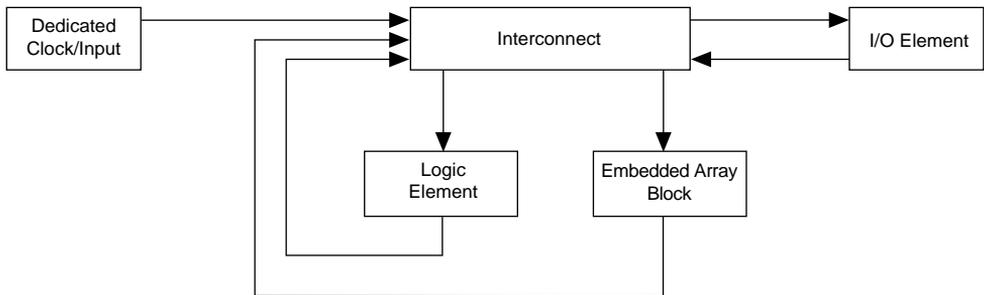 Dedicated
Clock/Input
Interconnect
I/O Element
Logic
Element
Embedded Array
Block